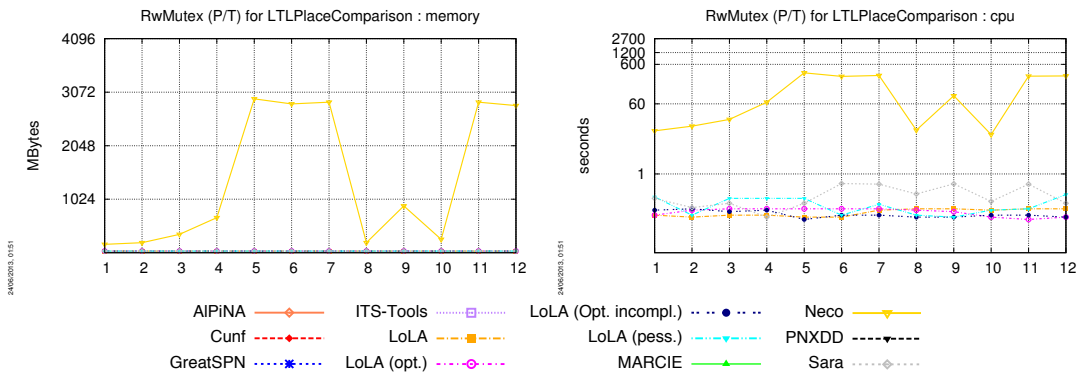 RwMutex (P/T) for LTLPlaceComparison : memory
4096
3072
2048
1024
MBytes
1 2 3 4 5 6 7 8 9 10 11 12
24/06/2013, 01:51
RwMutex (P/T) for LTLPlaceComparison : cpu
2700
1200
600
60
1
seconds
1 2 3 4 5 6 7 8 9 10 11 12
24/06/2013, 01:51
AlPiNA ITS-Tools LoLA (Opt. incompl.) Neco
Cunf LoLA LoLA (pess.) PNXDD
GreatSPN LoLA (opt.) MARCIE Sara